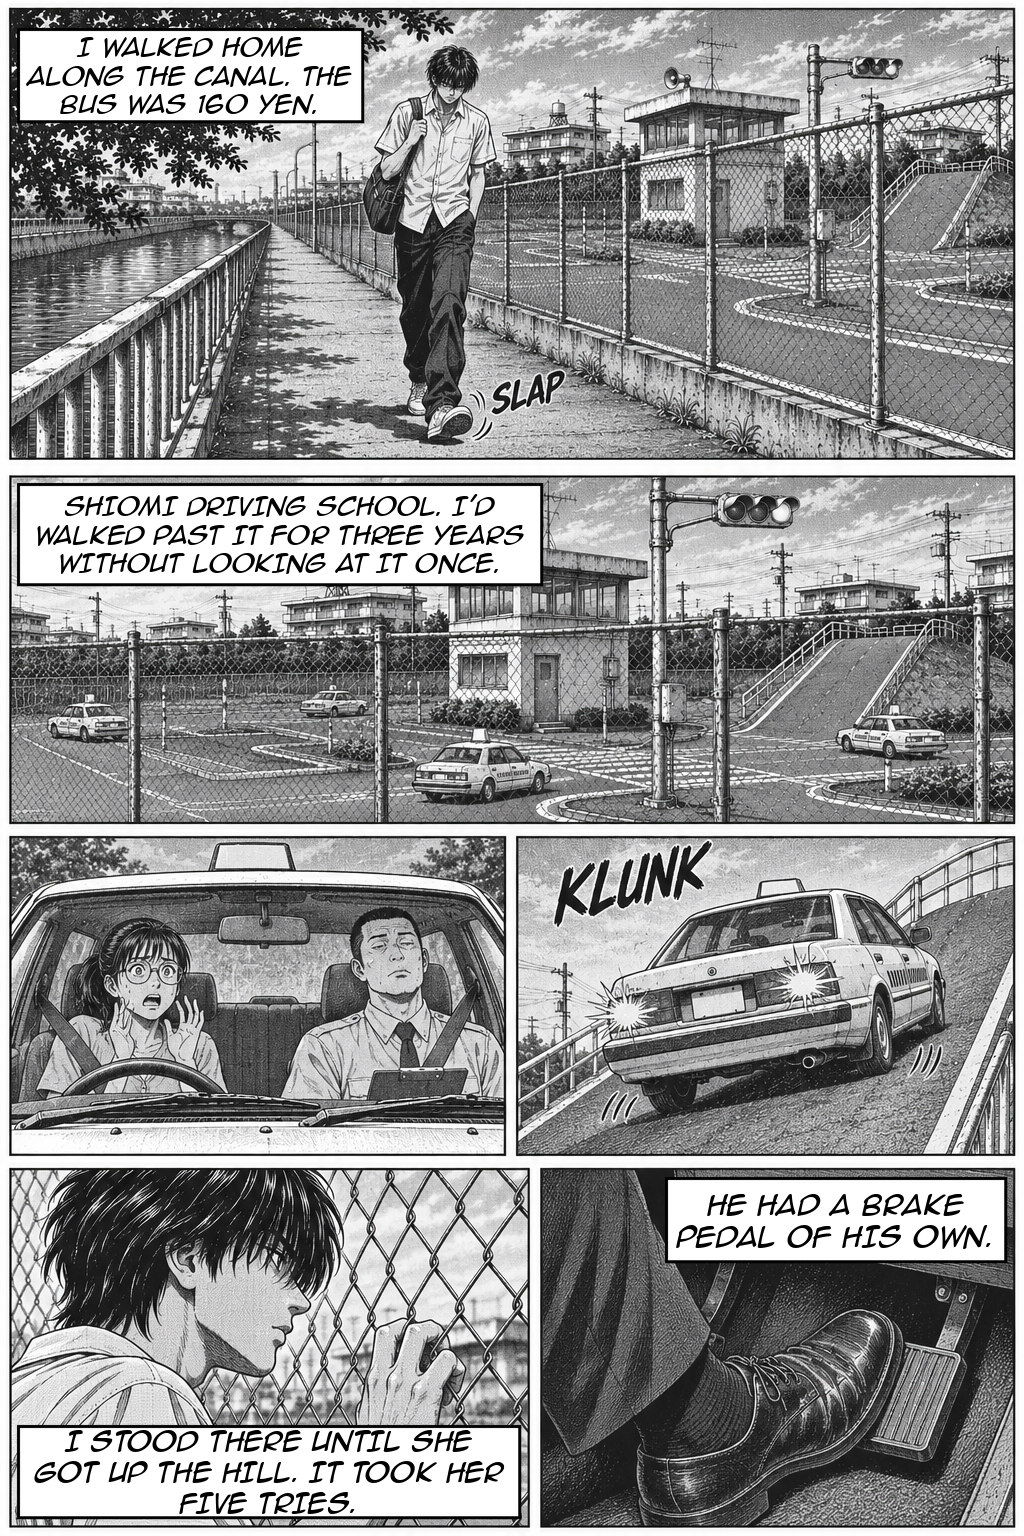 I WALKED HOME
ALONG THE CANAL. THE
BUS WAS 160 YEN.
SLAP
SHIOMI DRIVING SCHOOL. I'D
WALKED PAST IT FOR THREE YEARS
WITHOUT LOOKING AT IT ONCE.
KLUNK
I STOOD THERE UNTIL SHE
GOT UP THE HILL. IT TOOK HER
FIVE TRIES.
HE HAD A BRAKE
PEDAL OF HIS OWN.